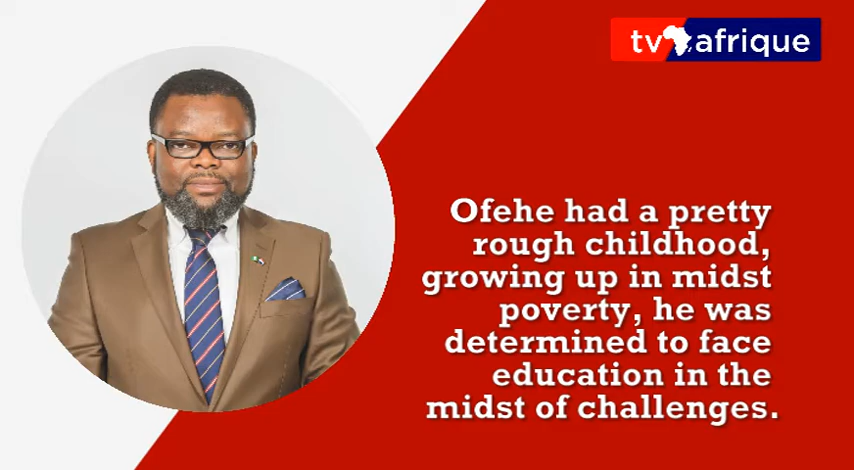 tv afrique
Ofehe had a pretty
rough childhood,
growing up in midst
poverty, he was
determined to face
education in the
midst of challenges.